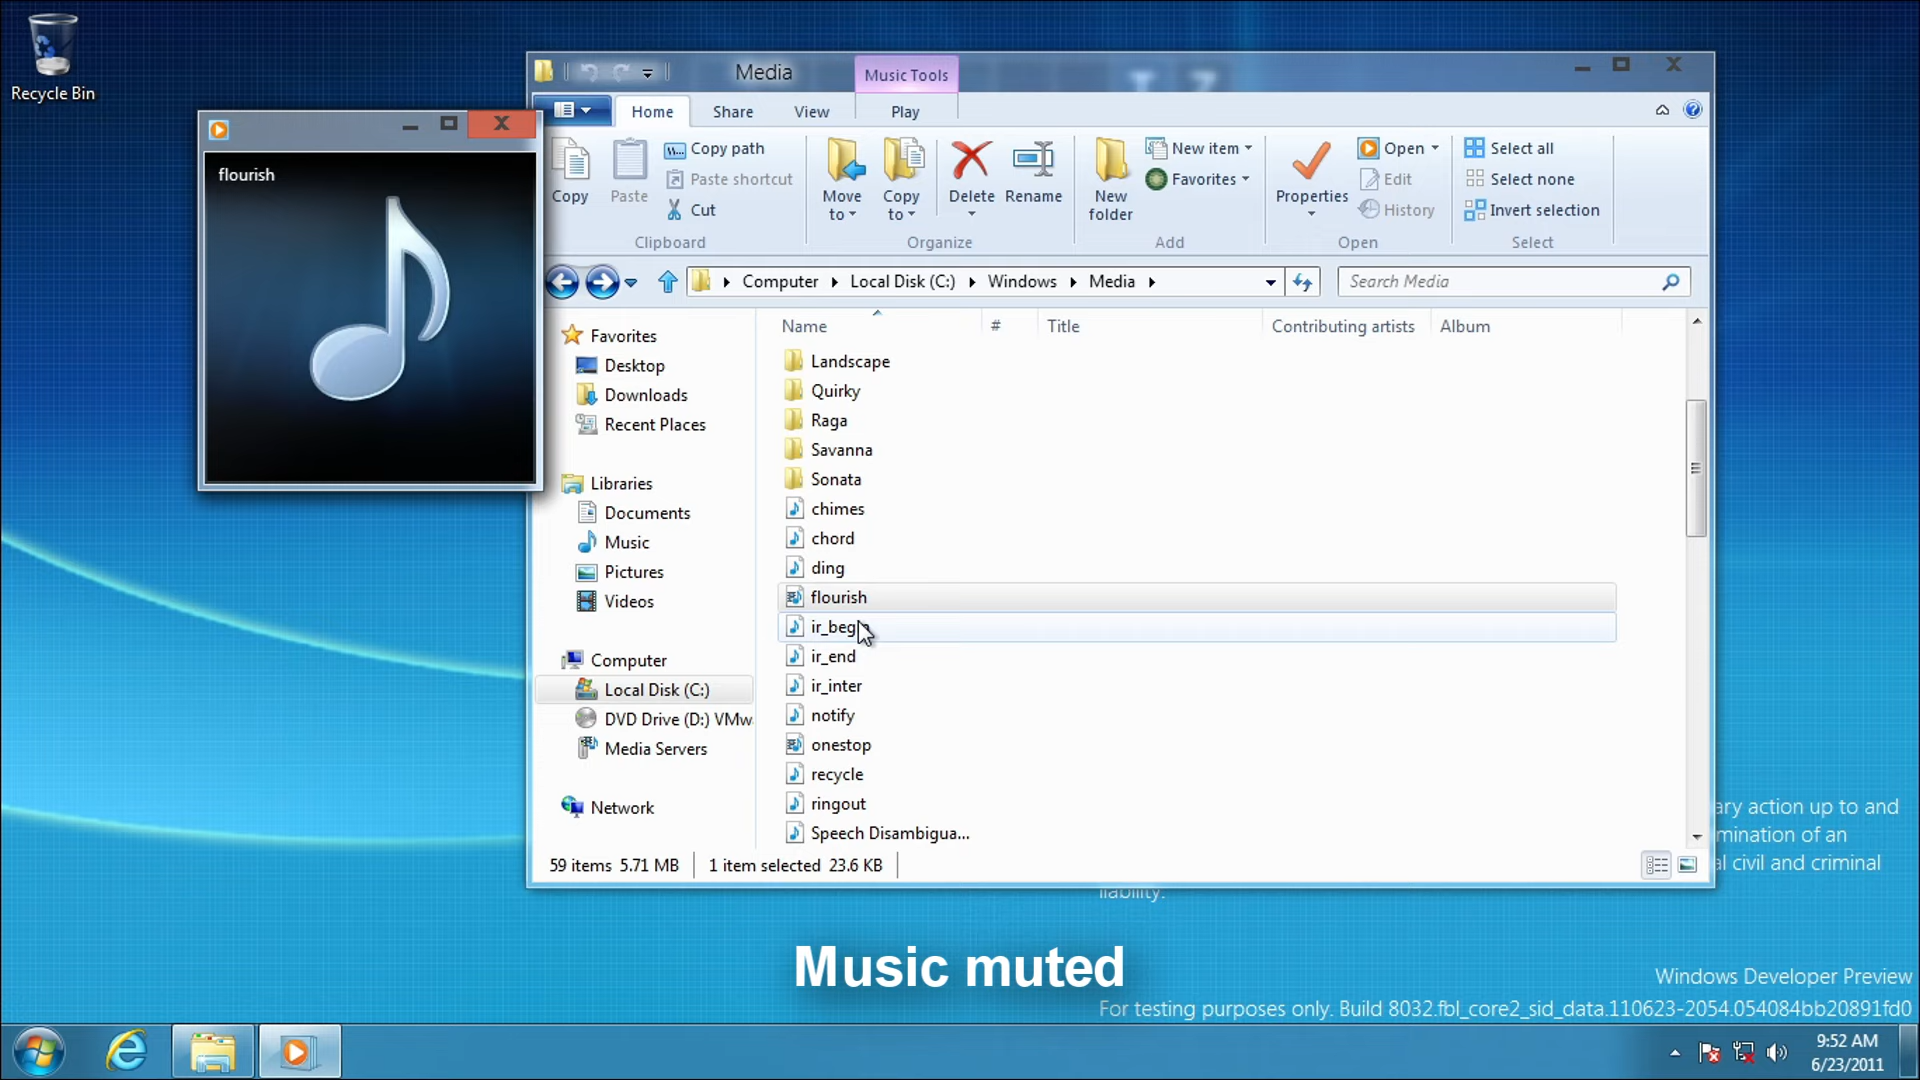 Recycle Bin
flourish
Media
Music Tools
Home
Share
View
Play
Copy
Paste
Copy path
Paste shortcut
Cut
Clipboard
Move to
Copy to
Delete
Rename
Organize
New folder
New item
Favorites
Add
Properties
Open
Edit
History
Open
Select all
Select none
Invert selection
Select
Computer
Local Disk (C:)
Windows
Media
Search Media
Favorites
Desktop
Downloads
Recent Places
Libraries
Documents
Music
Pictures
Videos
Computer
Local Disk (C:)
DVD Drive (D:) VMw
Media Servers
Network
Name
#
Title
Contributing artists
Album
Landscape
Quirky
Raga
Savanna
Sonata
chimes
chord
ding
flourish
ir_begin
ir_end
ir_inter
notify
onestop
recycle
ringout
Speech Disambigua...
59 items 5.71 MB
1 item selected 23.6 KB
ary action up to and
mination of an
al civil and criminal
liability.
Music muted
Windows Developer Preview
For testing purposes only. Build 8032.fbl_core2_sid_data.110623-2054.054084bb20891fd0
9:52 AM
6/23/2011